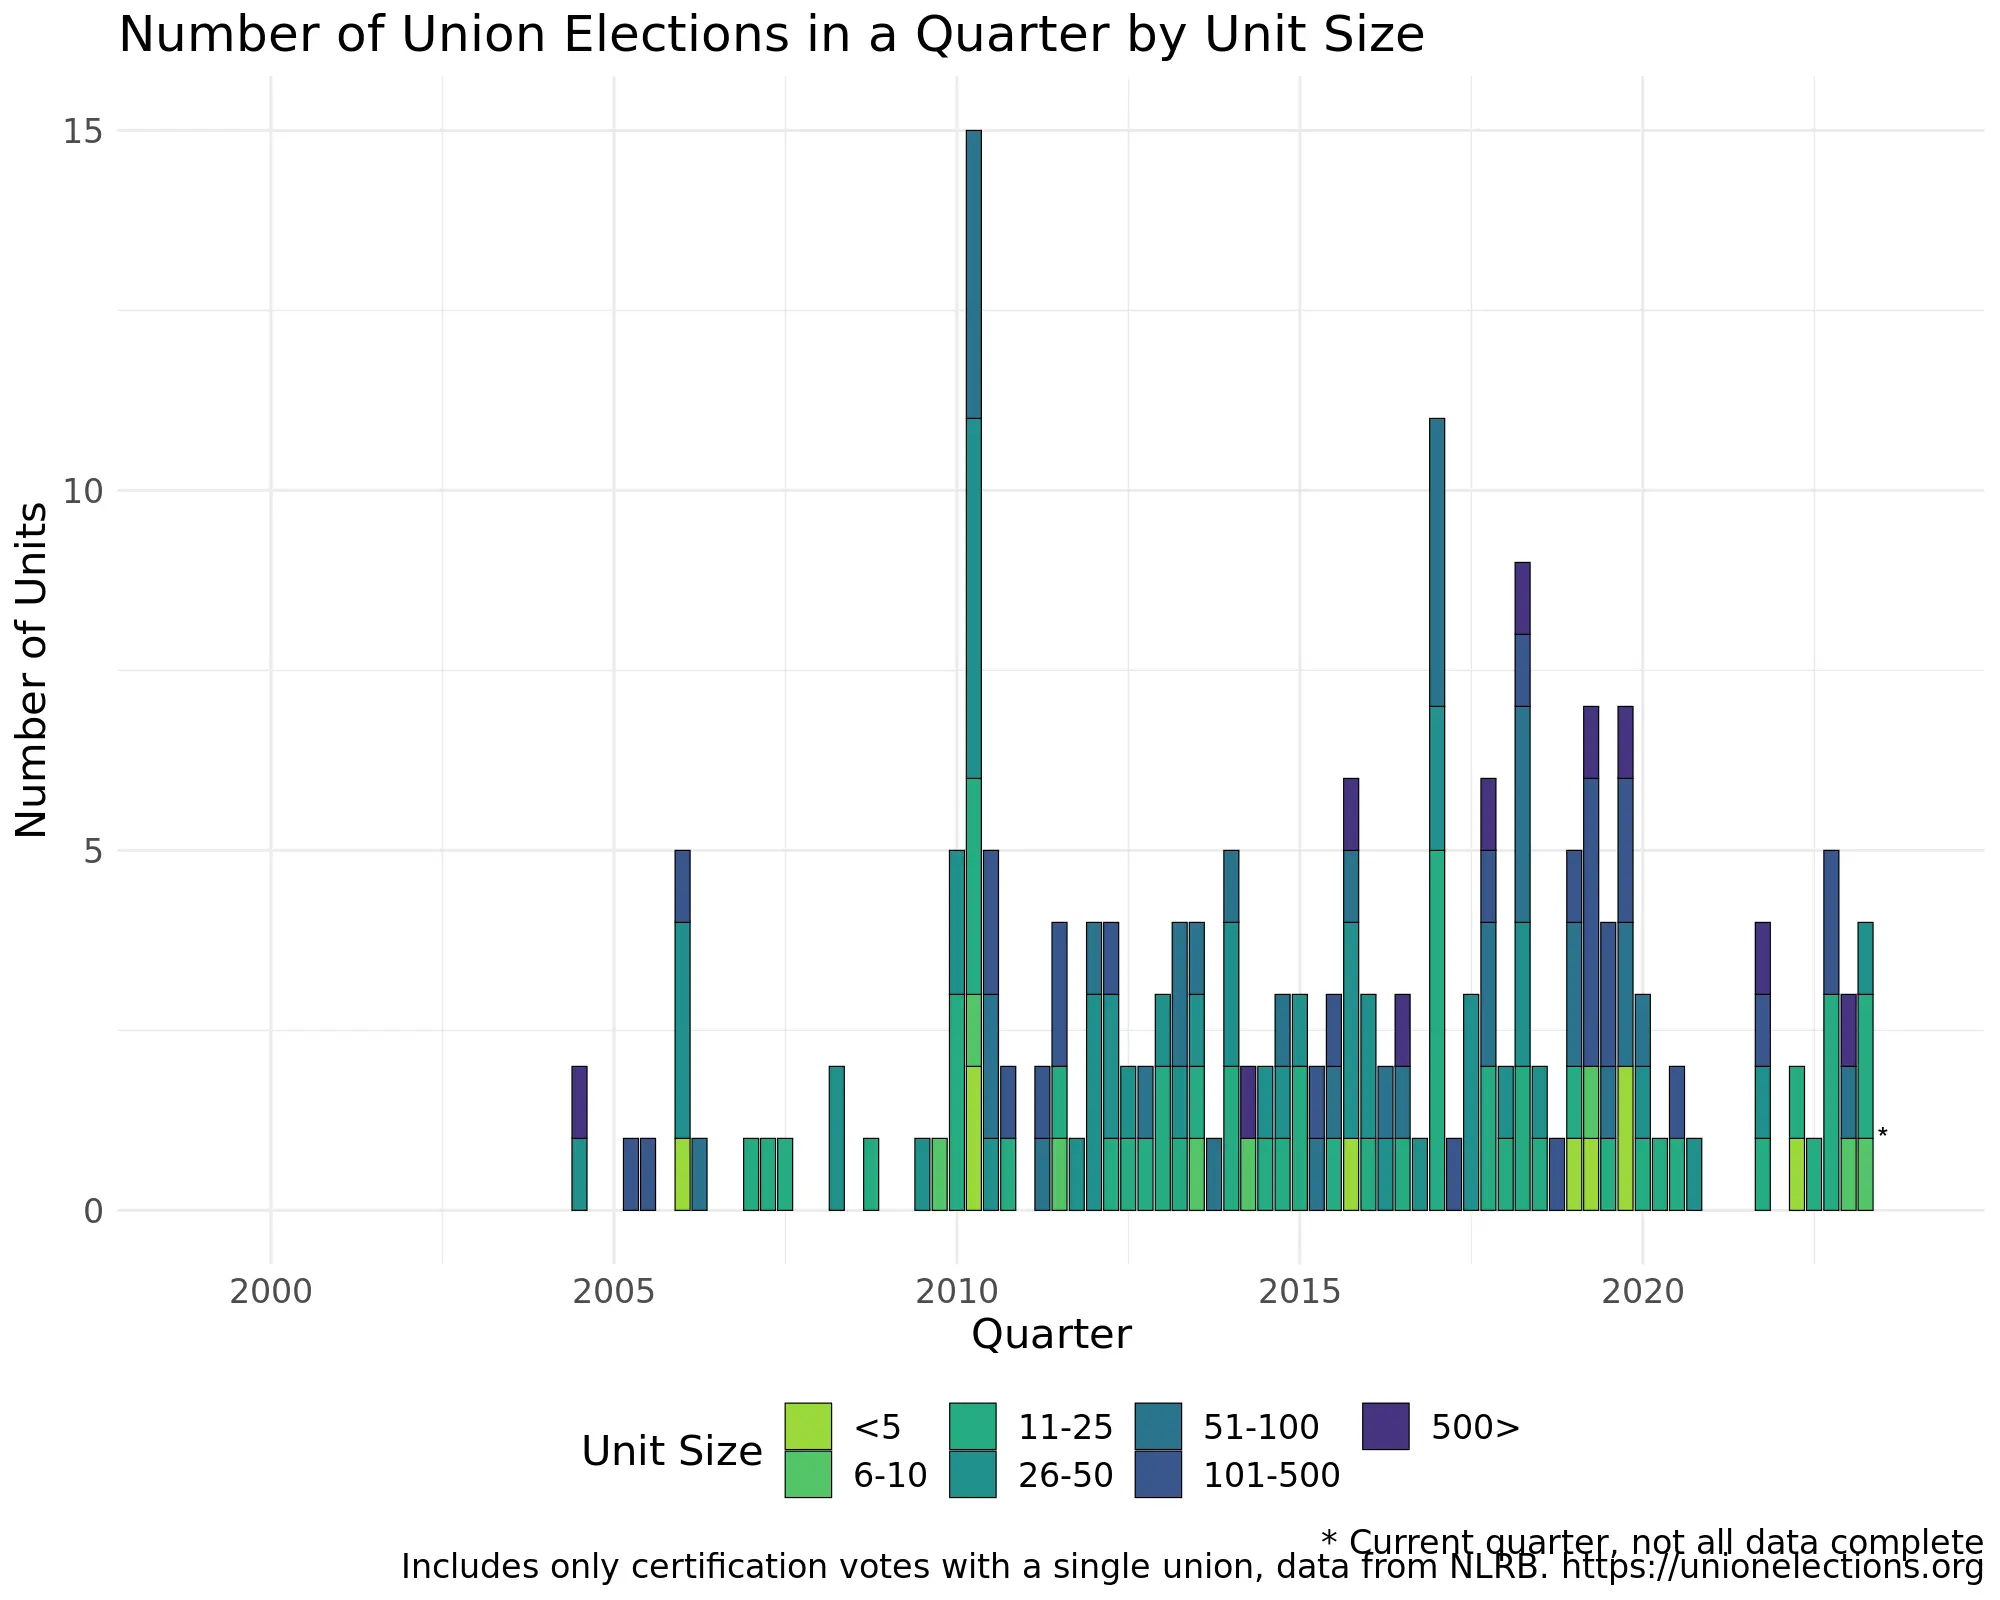 Number of Union Elections in a Quarter by Unit Size
Number of Units
15
10
5
0
*
2000 2005 2010 2015 2020
Quarter
Unit Size
<5 11-25 51-100 500>
6-10 26-50 101-500
* Current quarter, not all data complete
Includes only certification votes with a single union, data from NLRB. https://unionelections.org